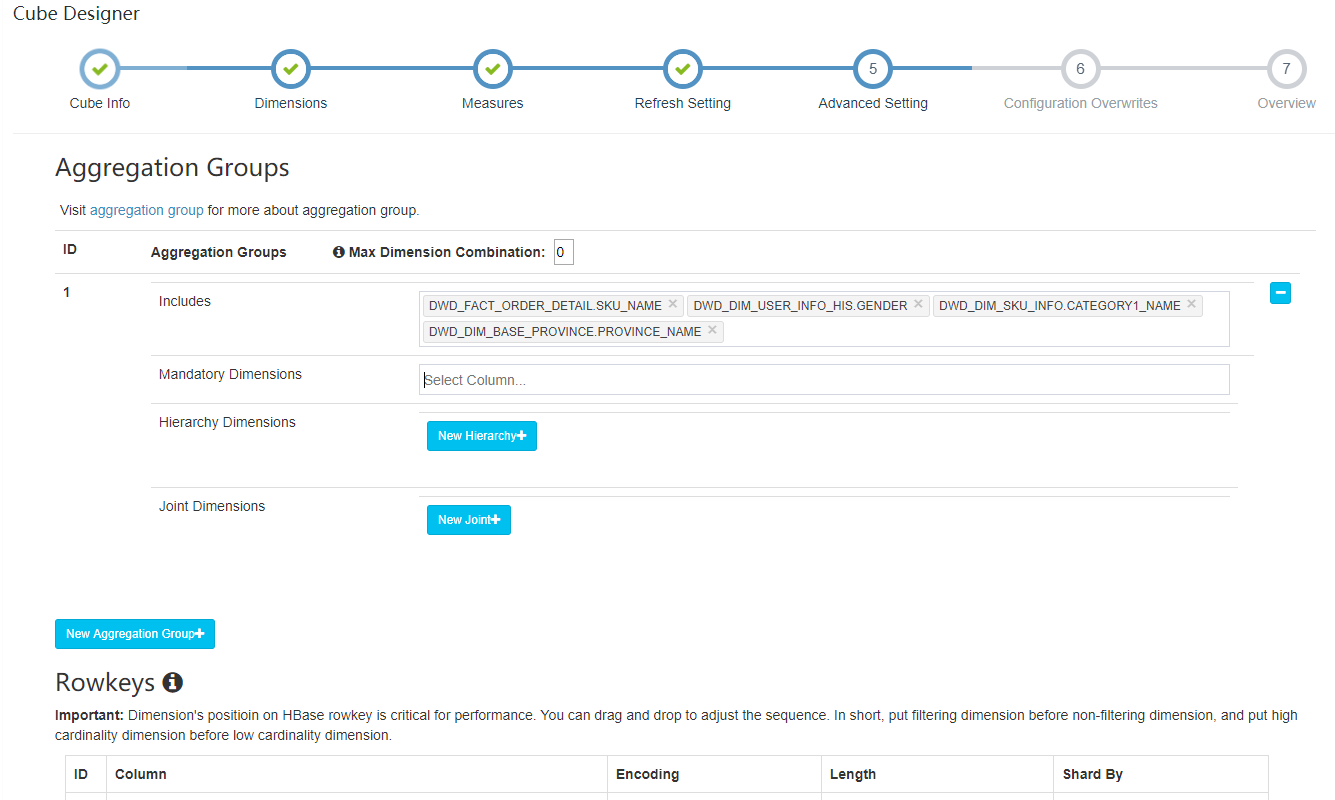 Cube Designer
5 6 7
Cube Info Dimensions Measures Refresh Setting Advanced Setting Configuration Overwrites Overview
Aggregation Groups
Visit aggregation group for more about aggregation group.
ID Aggregation Groups Max Dimension Combination: 0
1 Includes DWD_FACT_ORDER_DETAIL.SKU_NAME × DWD_DIM_USER_INFO_HIS.GENDER × DWD_DIM_SKU_INFO.CATEGORY1_NAME ×
DWD_DIM_BASE_PROVINCE.PROVINCE_NAME ×
Mandatory Dimensions Select Column...
Hierarchy Dimensions
New Hierarchy+
Joint Dimensions
New Joint+
New Aggregation Group+
Rowkeys
Important: Dimension's positioin on HBase rowkey is critical for performance. You can drag and drop to adjust the sequence. In short, put filtering dimension before non-filtering dimension, and put high
cardinality dimension before low cardinality dimension.
ID Column Encoding Length Shard By